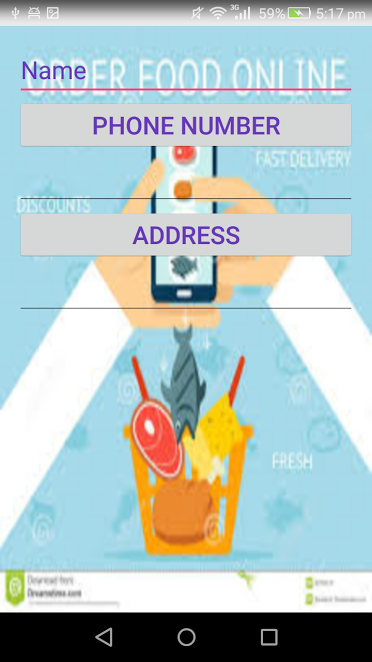 3G
59%
5:17 pm
ORDER FOOD ONLINE
Name
PHONE NUMBER
FAST DELIVERY
DISCOUNTS
ADDRESS
FRESH
Download from
Dreamstime.com